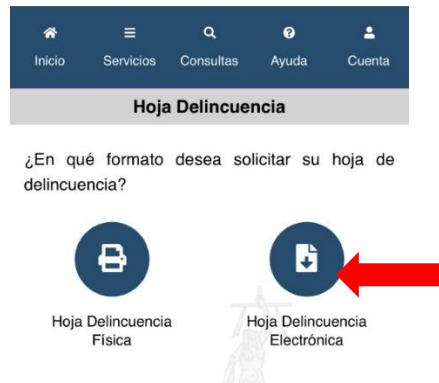 Inicio Servicios Consultas Ayuda Cuenta
Hoja Delincuencia
¿En qué formato desea solicitar su hoja de
delincuencia?
Hoja Delincuencia
Física
Hoja Delincuencia
Electrónica